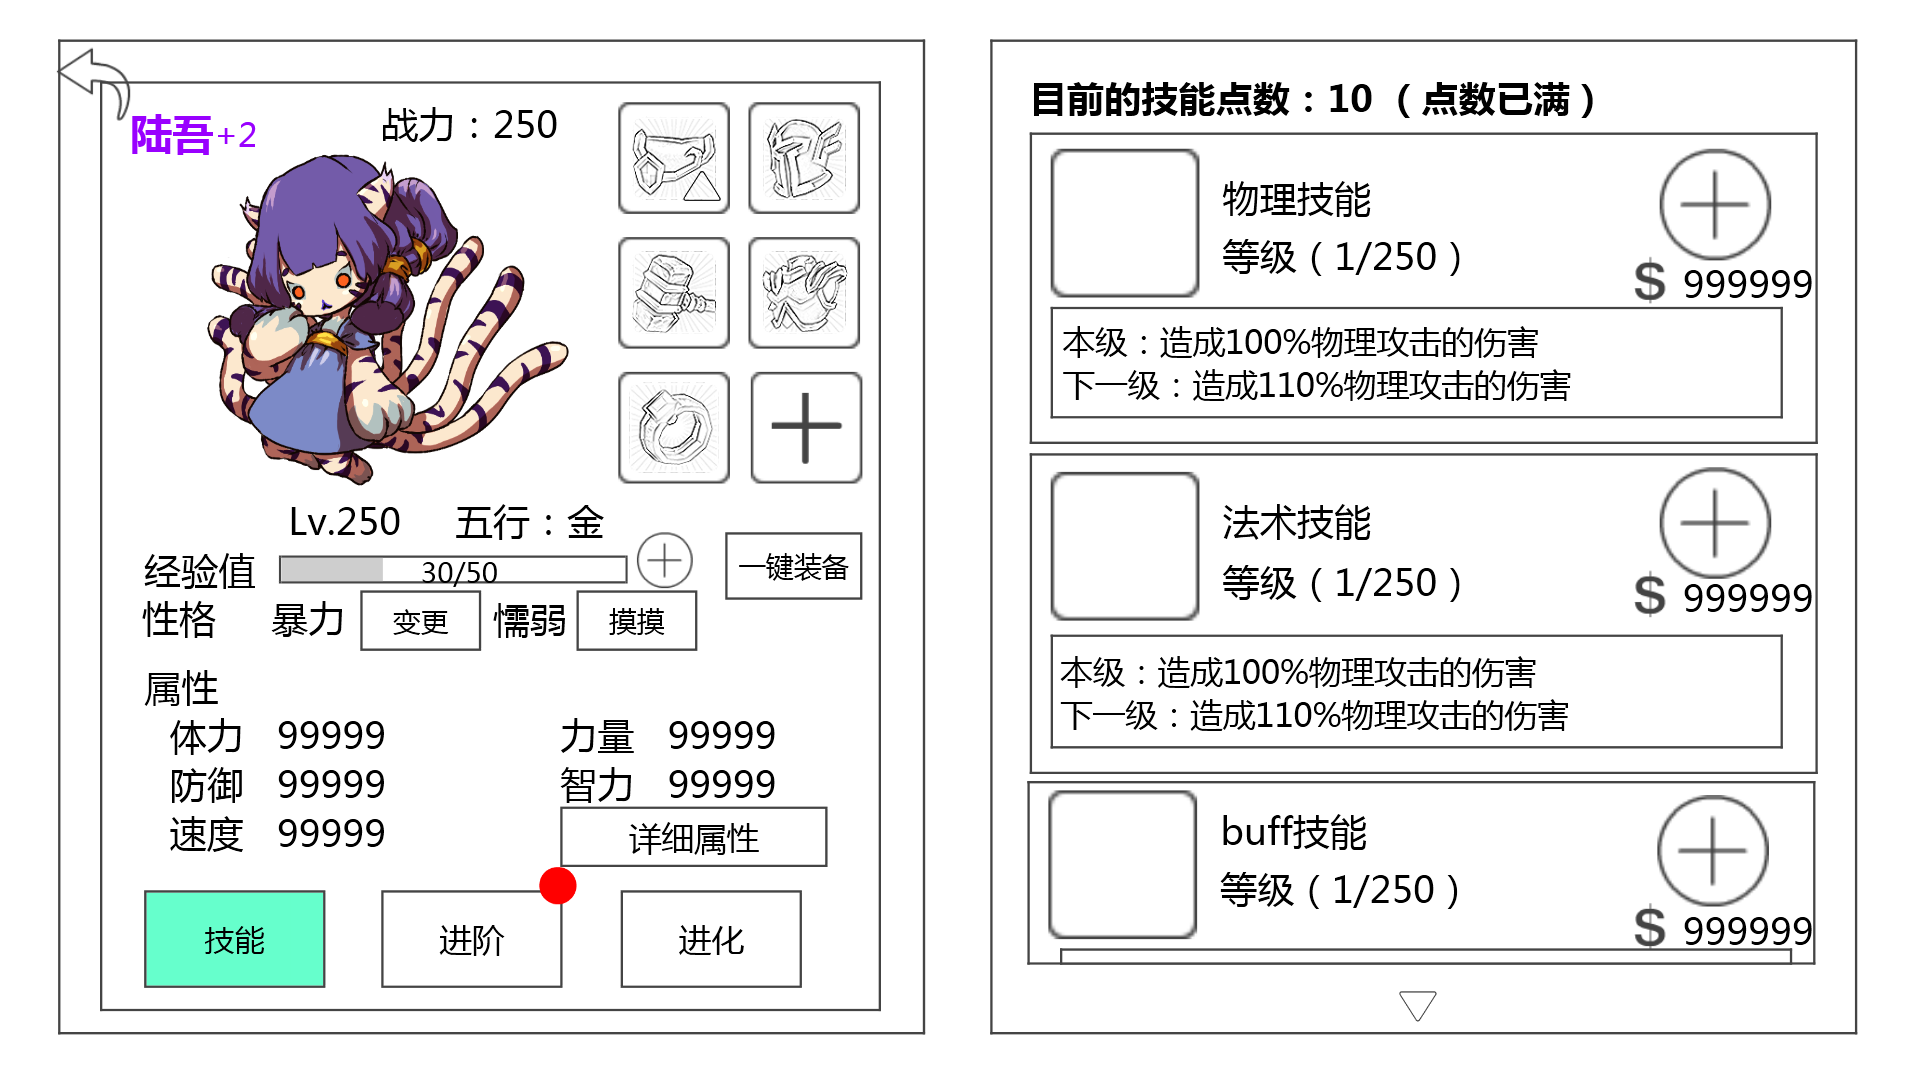 陆吾+2
战力：250
Lv.250 五行：金
经验值 30/50
一键装备
性格 暴力 变更 懦弱 摸摸
属性
体力 99999 力量 99999
防御 99999 智力 99999
速度 99999
详细属性
技能 进阶 进化
目前的技能点数：10（点数已满）
物理技能
等级（1/250）
$ 999999
本级：造成100%物理攻击的伤害
下一级：造成110%物理攻击的伤害
法术技能
等级（1/250）
$ 999999
本级：造成100%物理攻击的伤害
下一级：造成110%物理攻击的伤害
buff技能
等级（1/250）
$ 999999